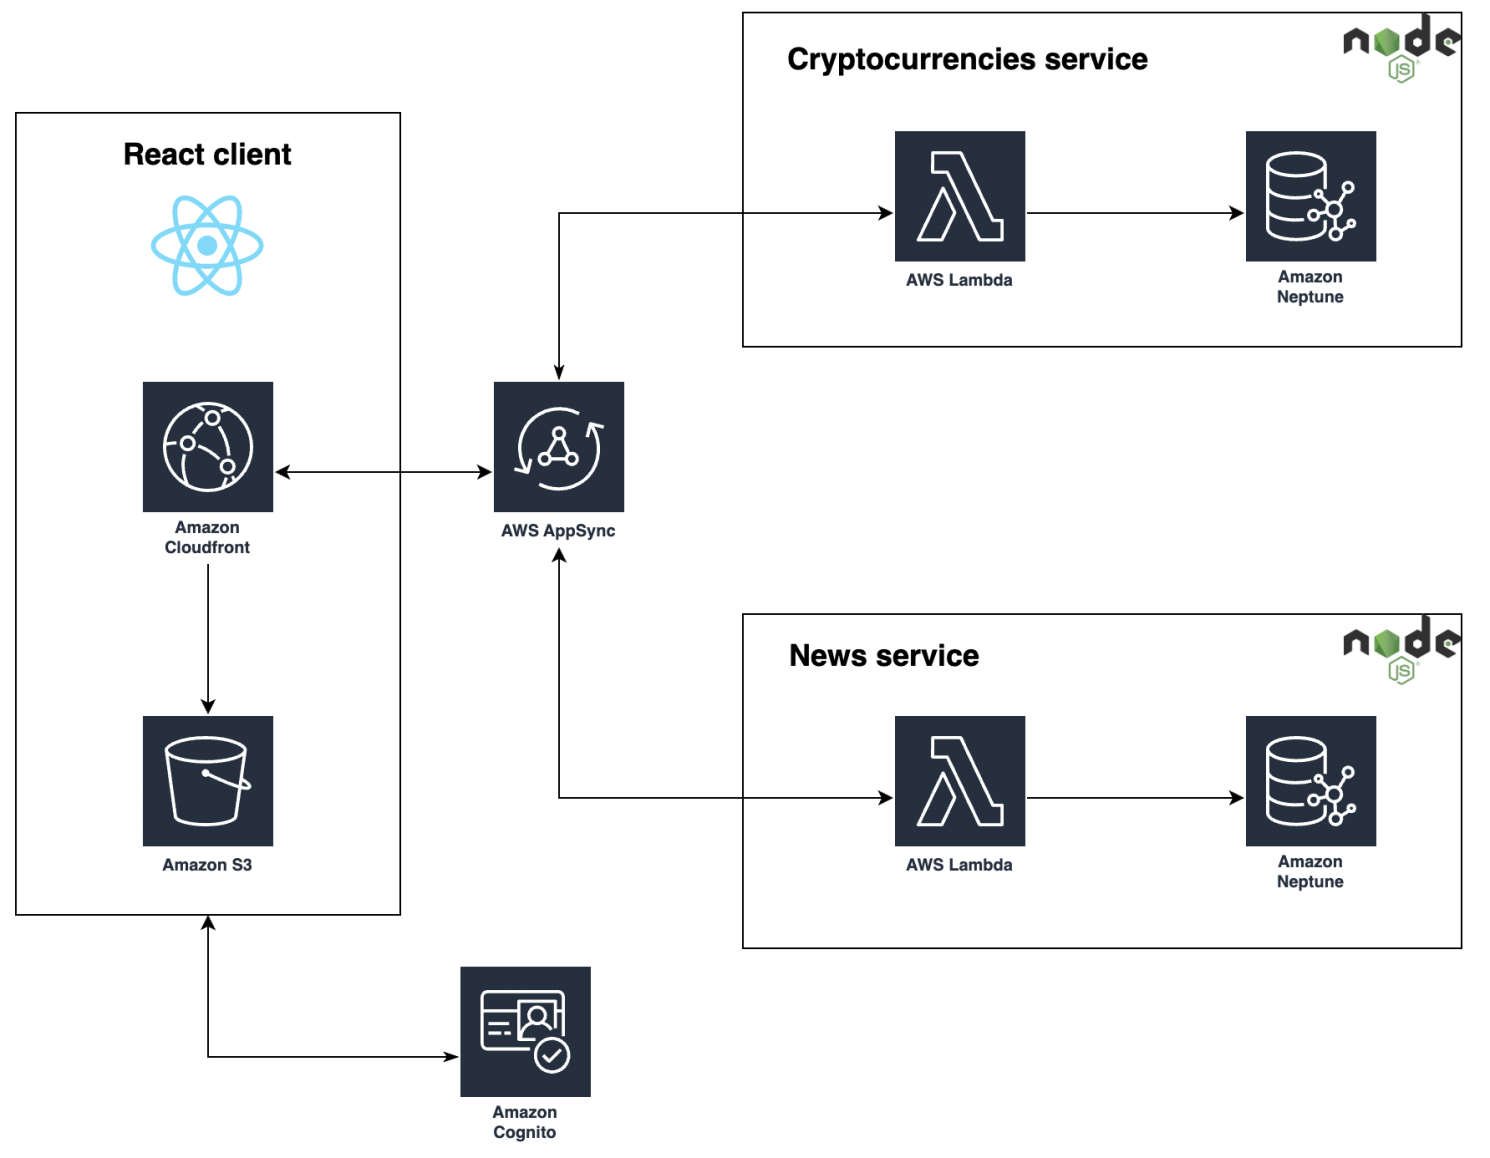 Cryptocurrencies service
node
JS
React client
AWS Lambda
Amazon
Neptune
Amazon
Cloudfront
AWS AppSync
News service
node
JS
Amazon S3
AWS Lambda
Amazon
Neptune
Amazon
Cognito